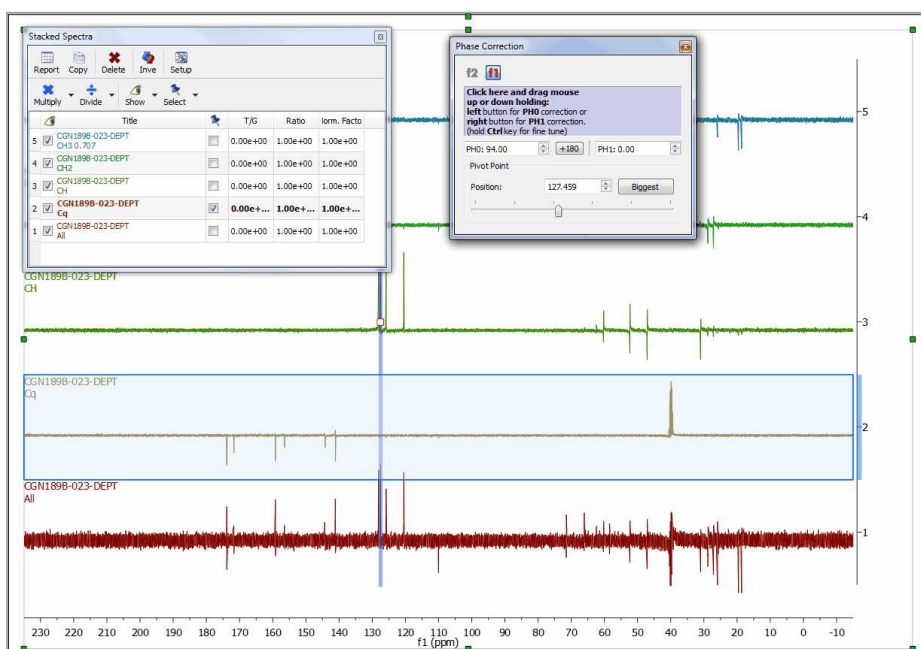 Stacked Spectra
Report Copy Delete Inve Setup
Multiply Divide Show Select
Title T/G Ratio lorm. Facto
5 CGN189B-023-DEPT 0.00e+00 1.00e+00 1.00e+00
CH3 0.707
4 CGN189B-023-DEPT 0.00e+00 1.00e+00 1.00e+00
CH2
3 CGN189B-023-DEPT 0.00e+00 1.00e+00 1.00e+00
CH
2 CGN189B-023-DEPT 0.00e+... 1.00e+... 1.00e+...
Cq
1 CGN189B-023-DEPT 0.00e+00 1.00e+00 1.00e+00
All
Phase Correction
f2 f1
Click here and drag mouse
up or down holding:
left button for PH0 correction or
right button for PH1 correction.
(hold Ctrl key for fine tune)
PH0: 94.00 +180 PH1: 0.00
Pivot Point
Position: 127.459 Biggest
5
4
CGN189B-023-DEPT
CH
3
CGN189B-023-DEPT
Cq
2
CGN189B-023-DEPT
All
1
230 220 210 200 190 180 170 160 150 140 130 120 110 100 90 80 70 60 50 40 30 20 10 0 -10
f1 (ppm)